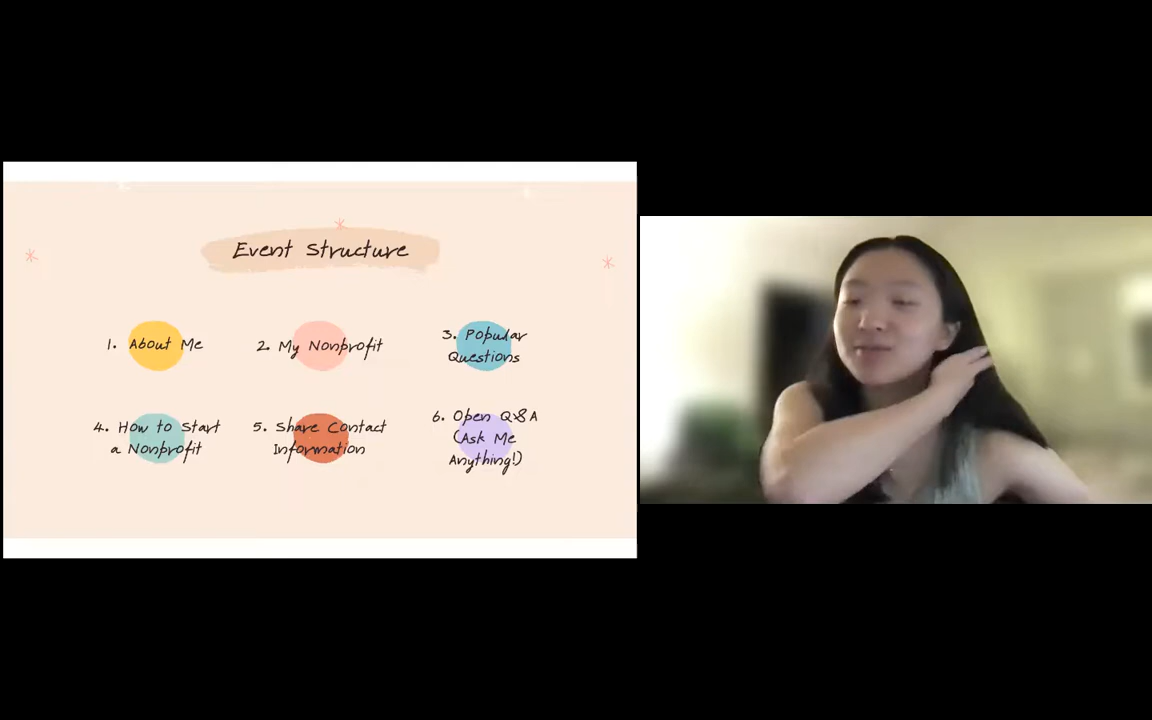 Event Structure
1. About Me
2. My Nonprofit
3. Popular
Questions
4. How to Start
a Nonprofit
5. Share Contact
Information
6. Open Q&A
(Ask Me
Anything!)